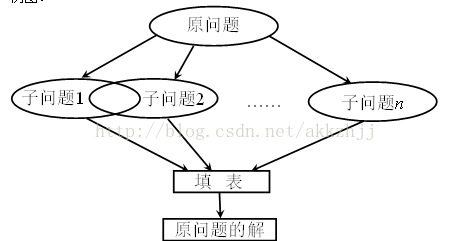 原问题
子问题1 子问题2 …… 子问题n
http://blog.csdn.net/akkzhjj
填 表
原问题的解